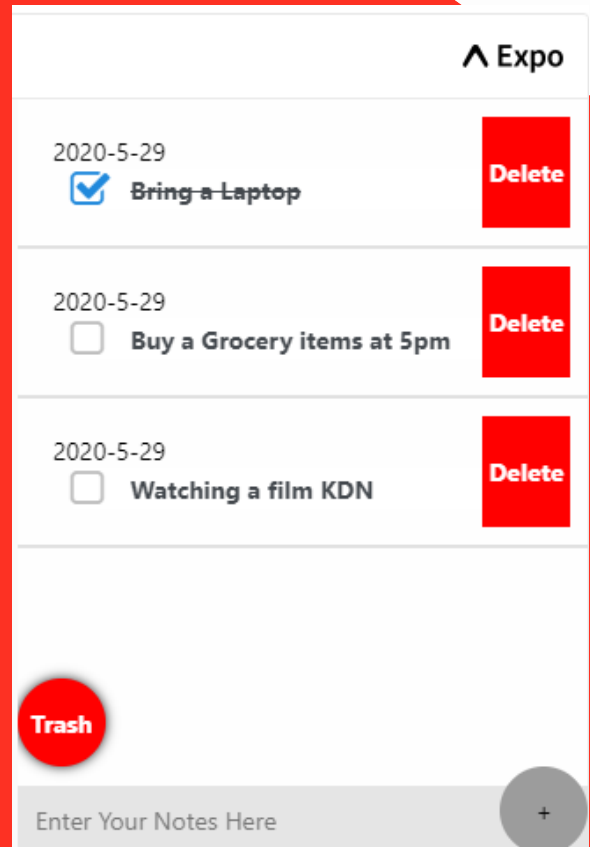 Expo
2020-5-29
Bring a Laptop
Delete
2020-5-29
Buy a Grocery items at 5pm
Delete
2020-5-29
Watching a film KDN
Delete
Trash
Enter Your Notes Here
+